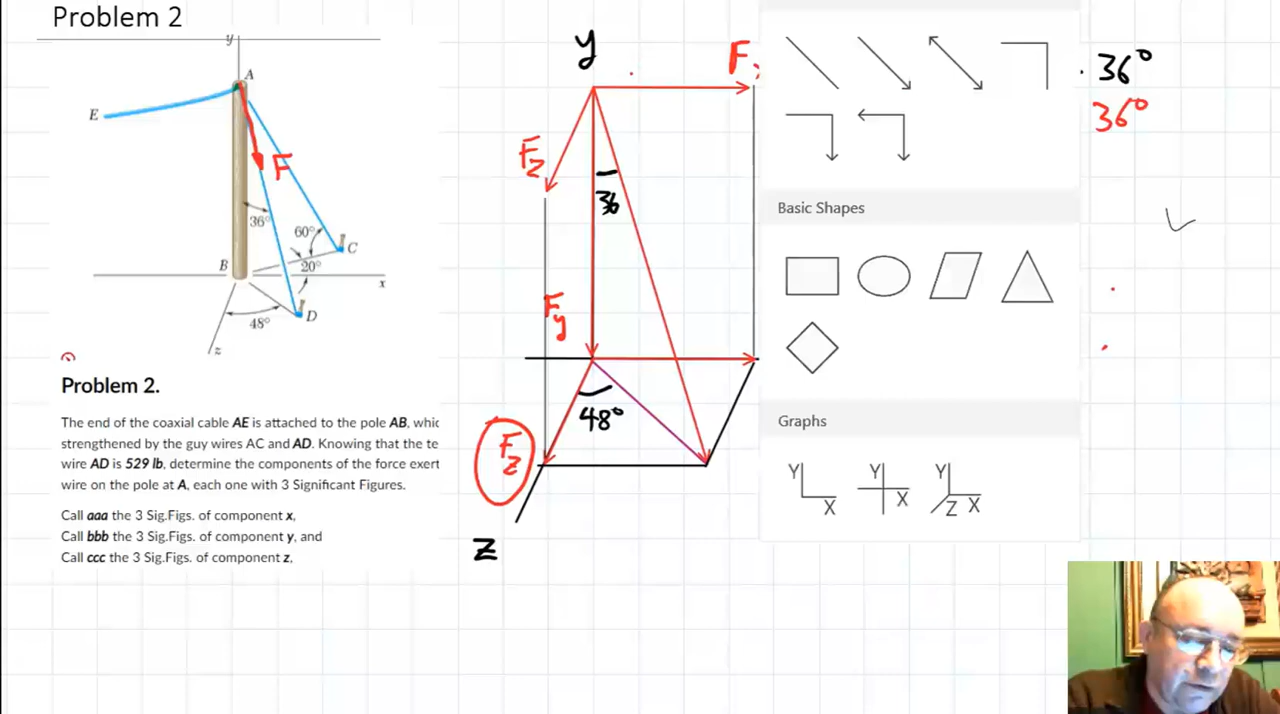 Problem 2
y
A
E
F
36°
60°
C
B
20°
x
48°
D
z
Problem 2.
The end of the coaxial cable AE is attached to the pole AB, whic
strengthened by the guy wires AC and AD. Knowing that the te
wire AD is 529 lb, determine the components of the force exert
wire on the pole at A, each one with 3 Significant Figures.
Call aaa the 3 Sig.Figs. of component x,
Call bbb the 3 Sig.Figs. of component y, and
Call ccc the 3 Sig.Figs. of component z,
y
F
Fz
36
Fy
48°
Fz
z
36°
36°
Basic Shapes
Graphs
Y
X
Y
X
Y
Z X